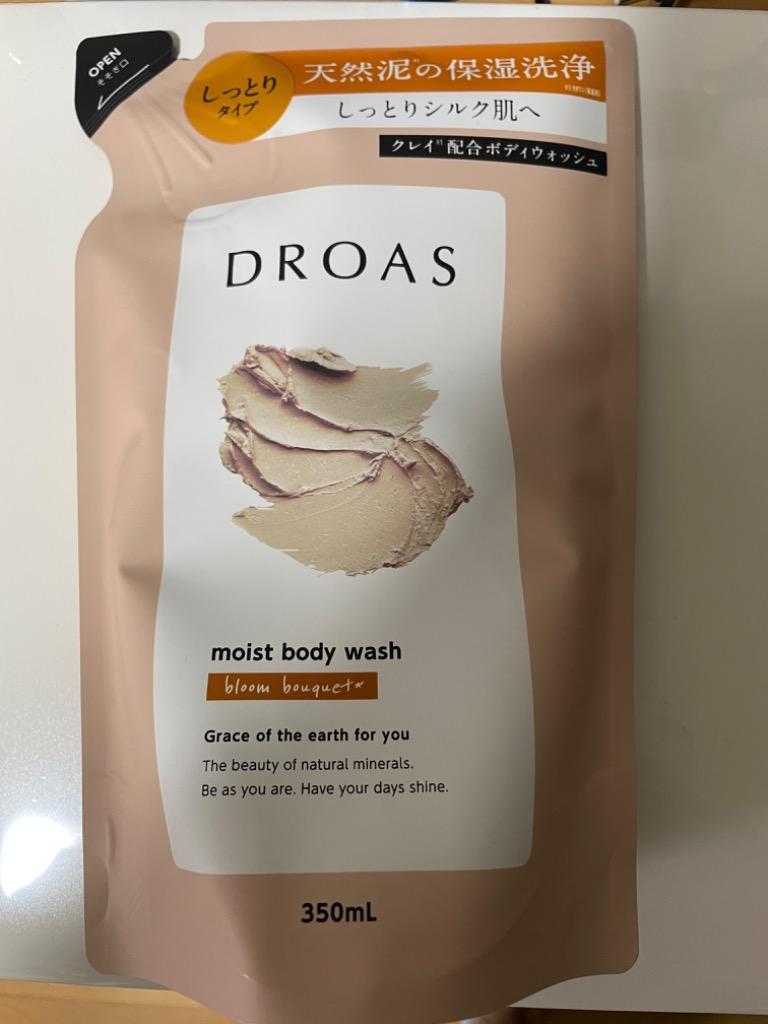 OPEN
そそぎ口
しっとり
タイプ
天然泥の保湿洗浄
しっとりシルク肌へ
クレイ配合ボディウォッシュ
DROAS
moist body wash
bloom bouquet*
Grace of the earth for you
The beauty of natural minerals.
Be as you are. Have your days shine.
350mL